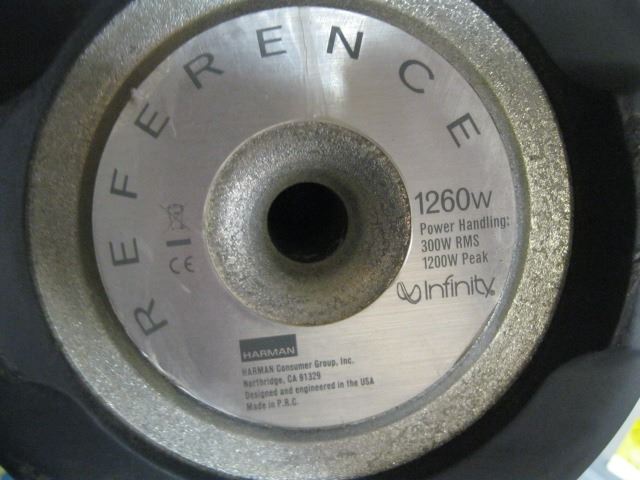 REFERENCE
1260w
Power Handling:
300W RMS
1200W Peak
Infinity®
CE
HARMAN
HARMAN Consumer Group, Inc.
Northridge, CA 91329
Designed and engineered in the USA
Made in P.R.C.